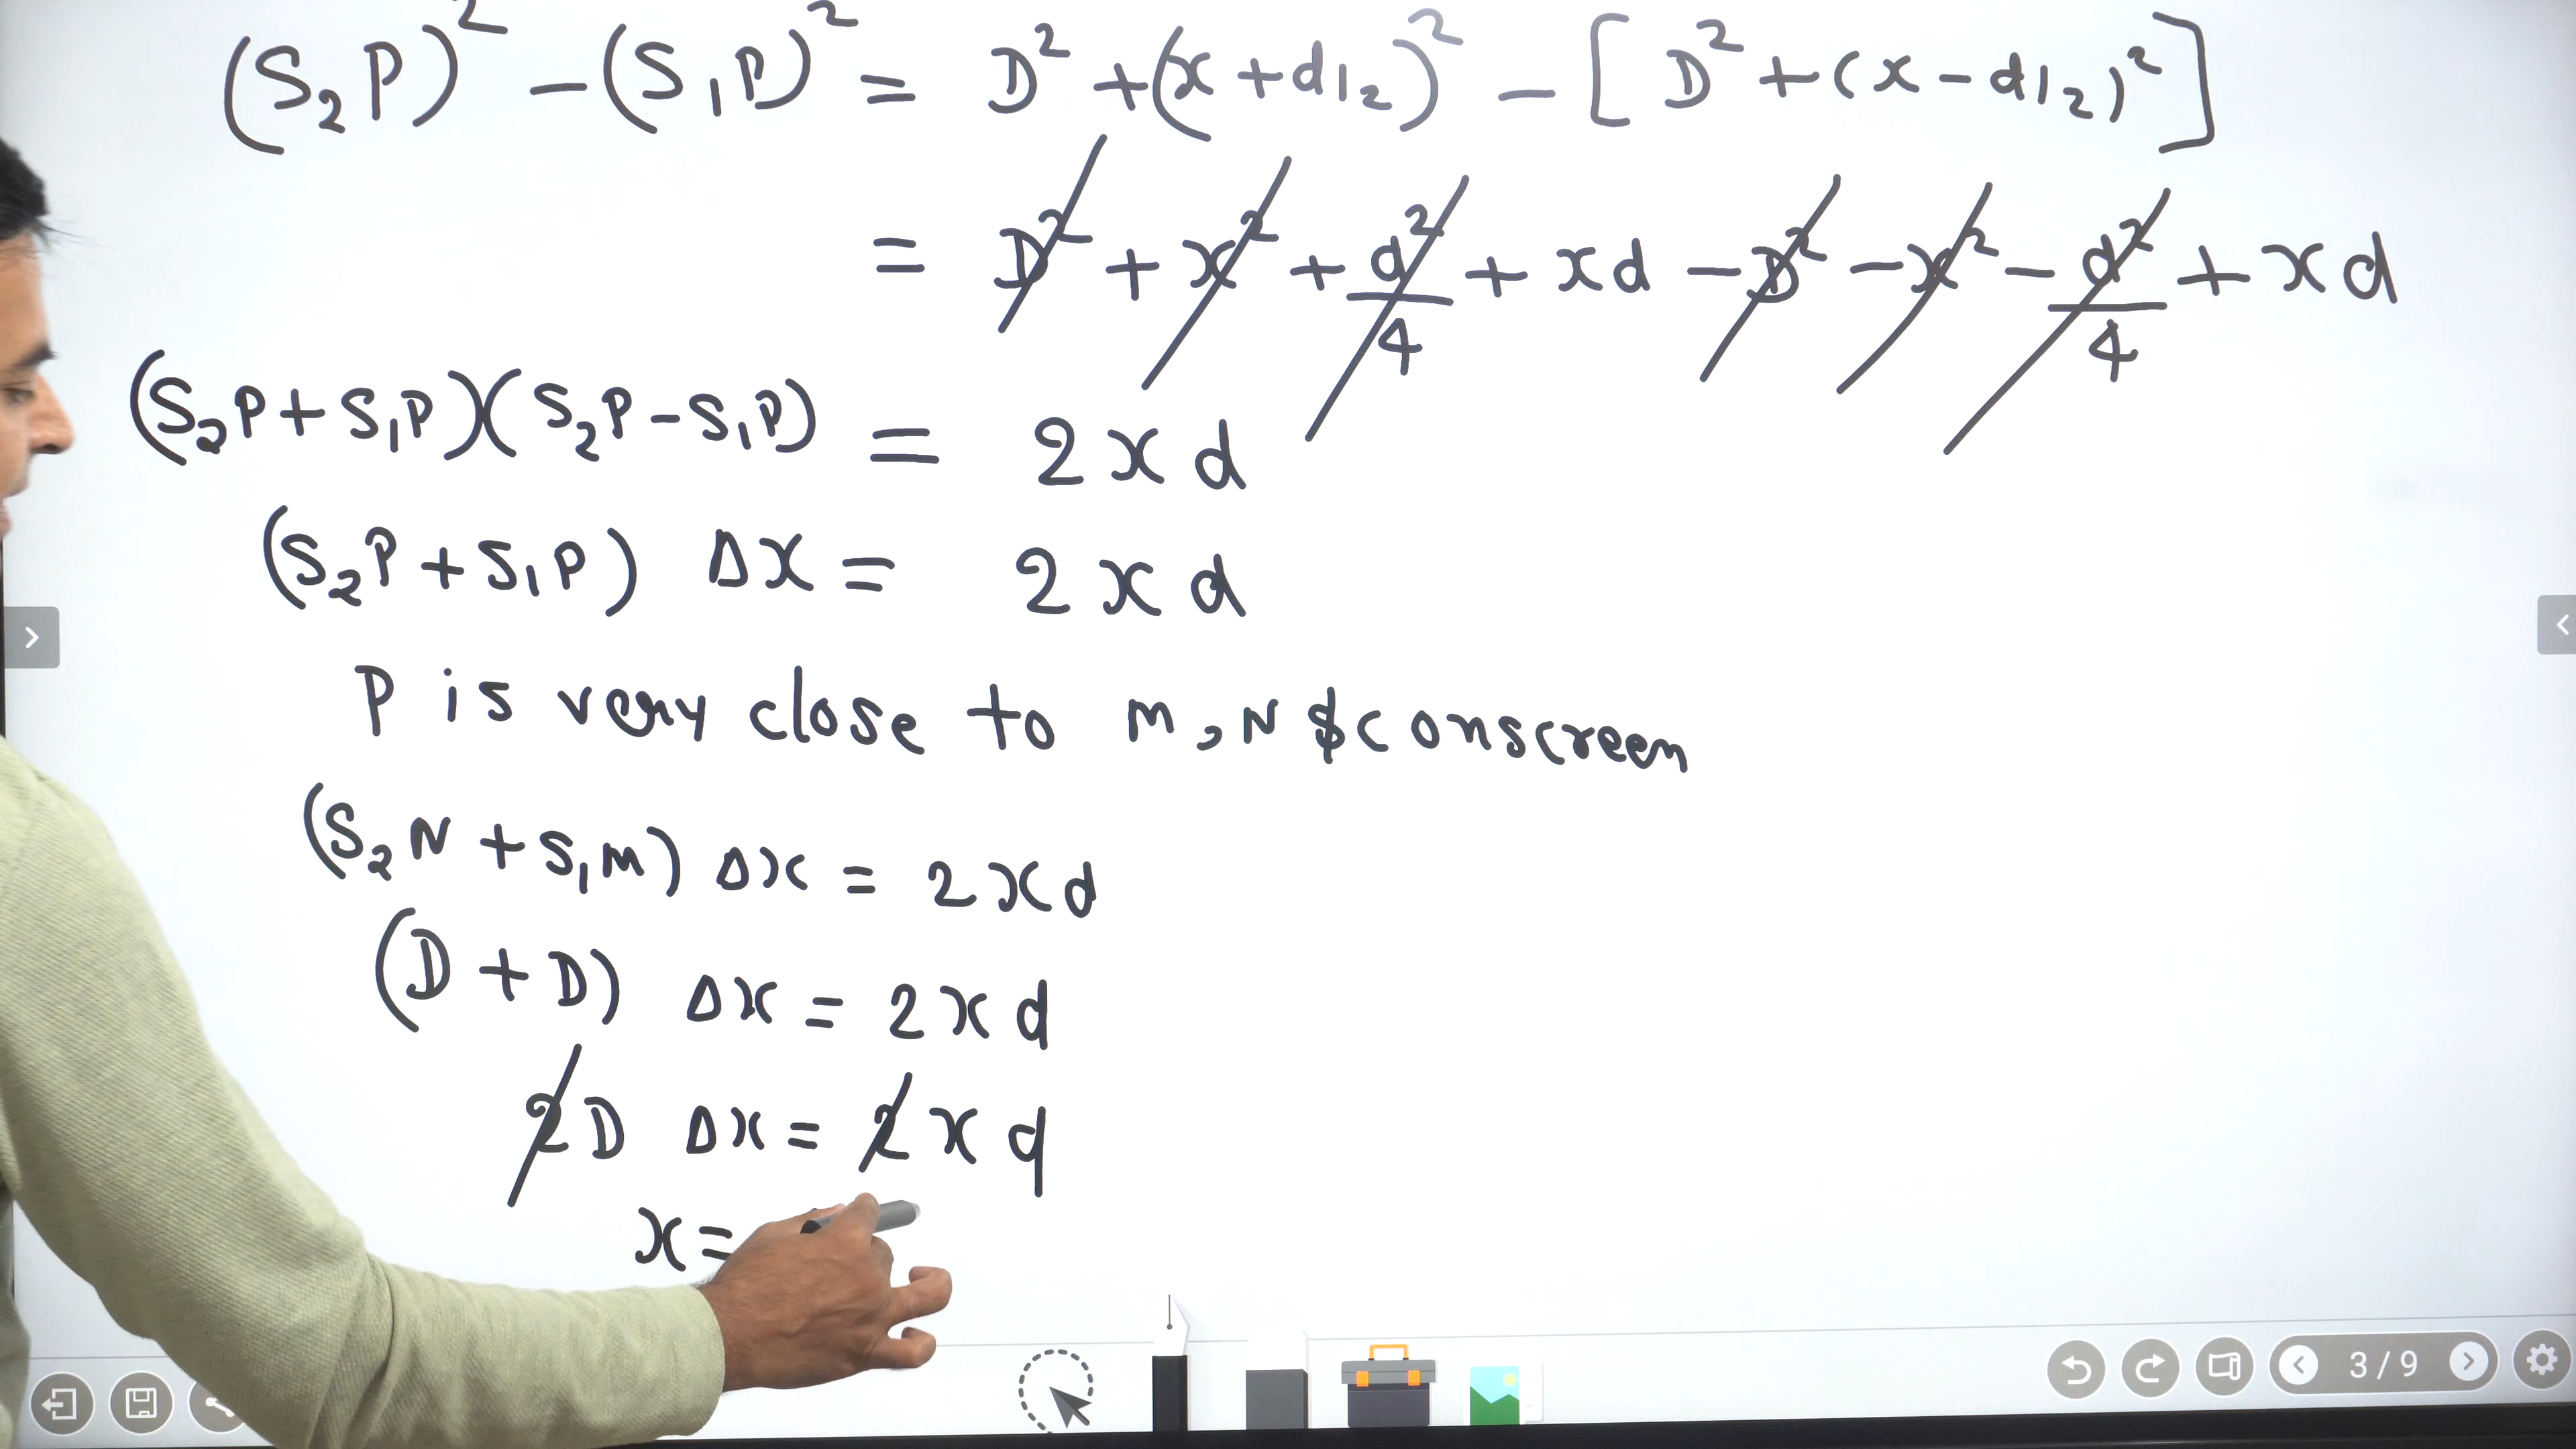 (S₂P)² - (S₁P)² = D² + (x + d/₂)² - [D² + (x - d/₂)²]
= D² + x² + d²/4 + xd - D² - x² - d²/4 + xd
(S₂P + S₁P)(S₂P - S₁P) = 2xd
(S₂P + S₁P) Δx = 2xd
P is very close to M, N & C onscreen
(S₂N + S₁M) Δx = 2xd
(D + D) Δx = 2xd
2D Δx = 2xd
x =
3/9